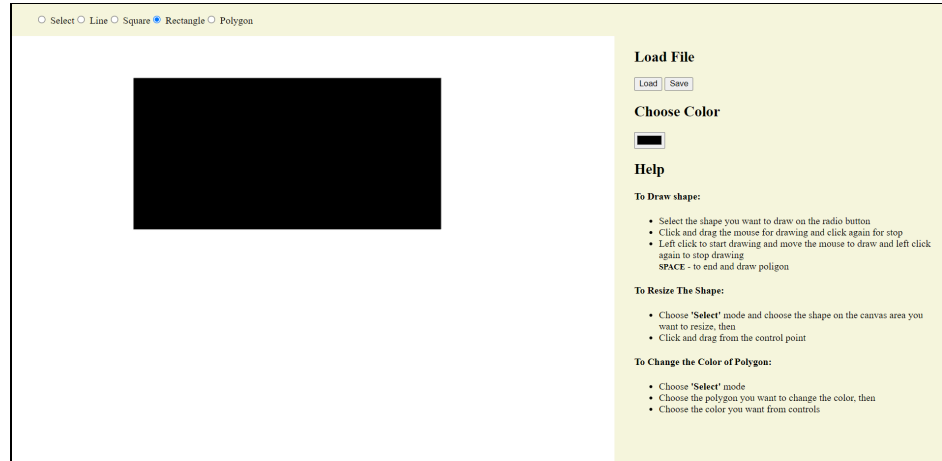 Select Line Square Rectangle Polygon
Load File
Load Save
Choose Color
Help
To Draw shape:
Select the shape you want to draw on the radio button
Click and drag the mouse for drawing and click again for stop
Left click to start drawing and move the mouse to draw and left click
again to stop drawing
SPACE - to end and draw poligon
To Resize The Shape:
Choose 'Select' mode and choose the shape on the canvas area you
want to resize, then
Click and drag from the control point
To Change the Color of Polygon:
Choose 'Select' mode
Choose the polygon you want to change the color, then
Choose the color you want from controls